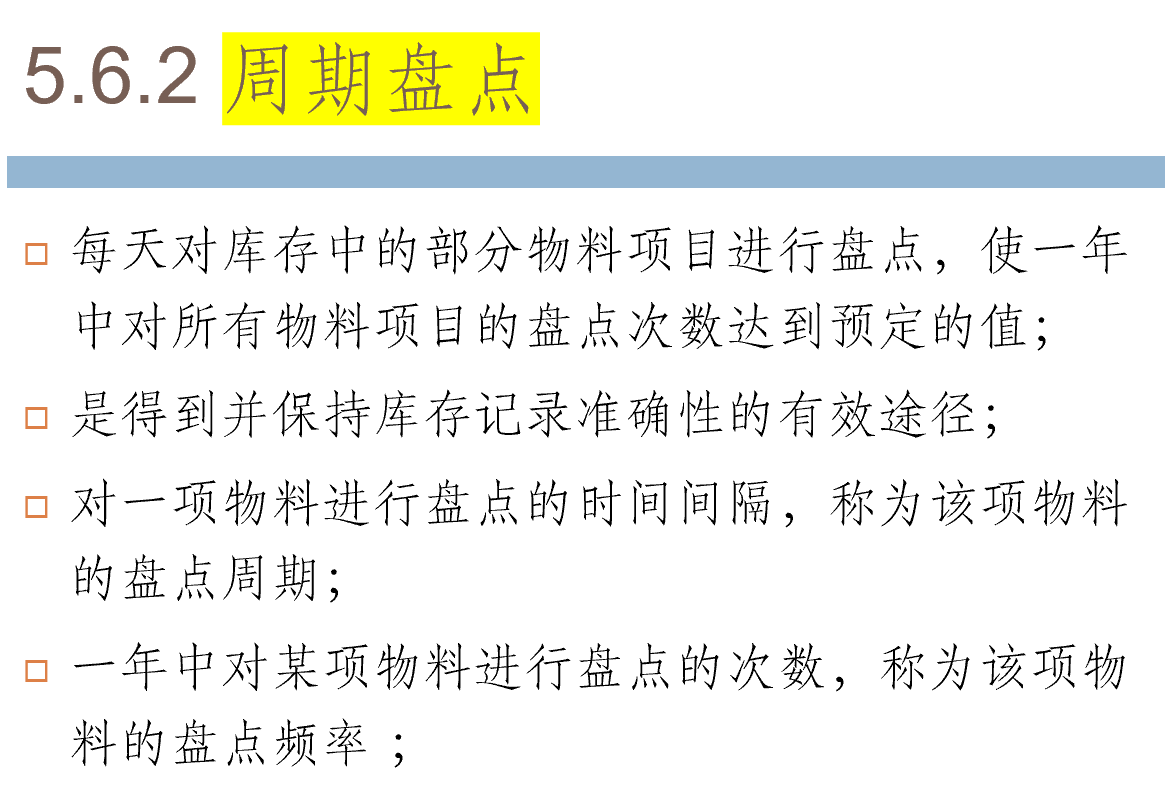 5.6.2 周期盘点
每天对库存中的部分物料项目进行盘点，使一年
中对所有物料项目的盘点次数达到预定的值；
是得到并保持库存记录准确性的有效途径；
对一项物料进行盘点的时间间隔，称为该项物料
的盘点周期；
一年中对某项物料进行盘点的次数，称为该项物
料的盘点频率 ；